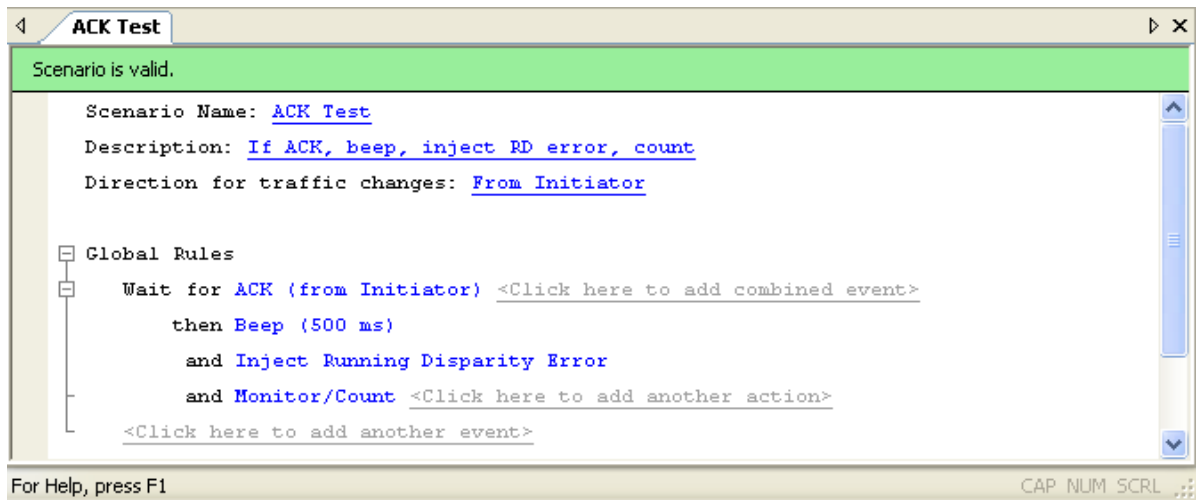 ACK Test
Scenario is valid.
Scenario Name: ACK Test
Description: If ACK, beep, inject RD error, count
Direction for traffic changes: From Initiator
Global Rules
Wait for ACK (from Initiator) <Click here to add combined event>
then Beep (500 ms)
and Inject Running Disparity Error
and Monitor/Count <Click here to add another action>
<Click here to add another event>
For Help, press F1 CAP NUM SCRL